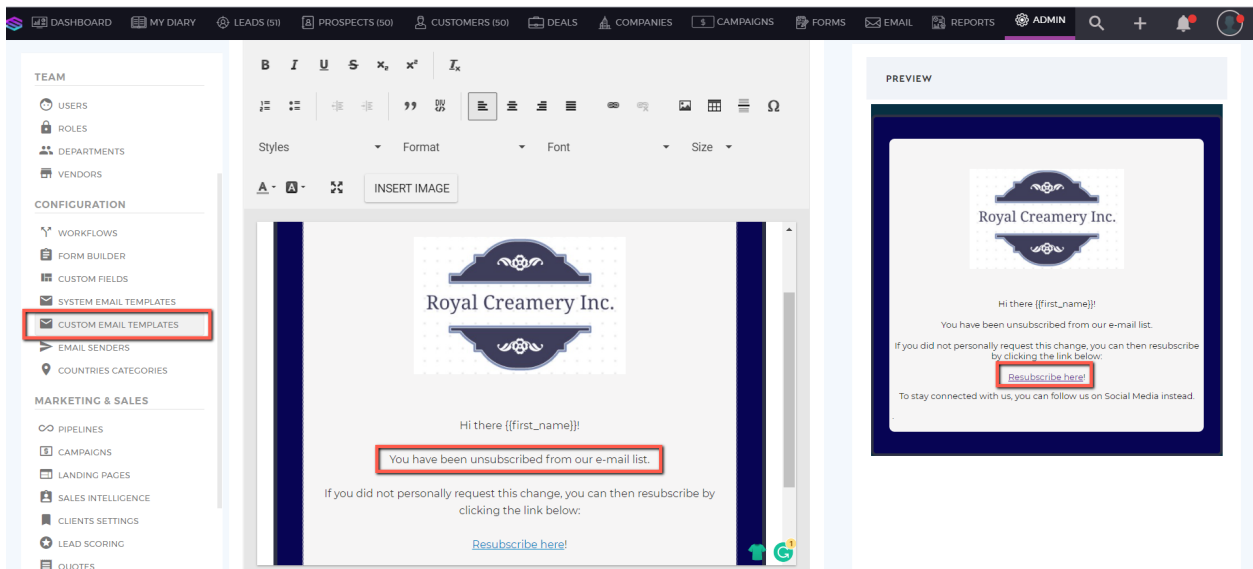 DASHBOARD MY DIARY LEADS (51) PROSPECTS (50) CUSTOMERS (50) DEALS COMPANIES $ CAMPAIGNS FORMS EMAIL REPORTS ADMIN
TEAM
USERS
ROLES
DEPARTMENTS
VENDORS
CONFIGURATION
WORKFLOWS
FORM BUILDER
CUSTOM FIELDS
SYSTEM EMAIL TEMPLATES
CUSTOM EMAIL TEMPLATES
EMAIL SENDERS
COUNTRIES CATEGORIES
MARKETING & SALES
PIPELINES
$ CAMPAIGNS
LANDING PAGES
SALES INTELLIGENCE
CLIENTS SETTINGS
LEAD SCORING
QUOTES
B I U S x₂ x² Ix
DIV Ω
Styles Format Font Size
A A INSERT IMAGE
Royal Creamery Inc.
Hi there {{first_name}}!
You have been unsubscribed from our e-mail list.
If you did not personally request this change, you can then resubscribe by
clicking the link below:
Resubscribe here!
G 1
PREVIEW
Royal Creamery Inc.
Hi there {{first_name}}!
You have been unsubscribed from our e-mail list.
If you did not personally request this change, you can then resubscribe
by clicking the link below:
Resubscribe here!
To stay connected with us, you can follow us on Social Media instead.